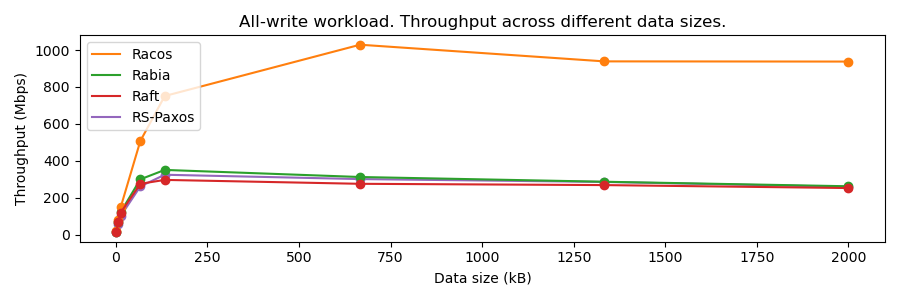 All-write workload. Throughput across different data sizes.
Throughput (Mbps)
1000
800
600
400
200
0
Racos
Rabia
Raft
RS-Paxos
0 250 500 750 1000 1250 1500 1750 2000
Data size (kB)